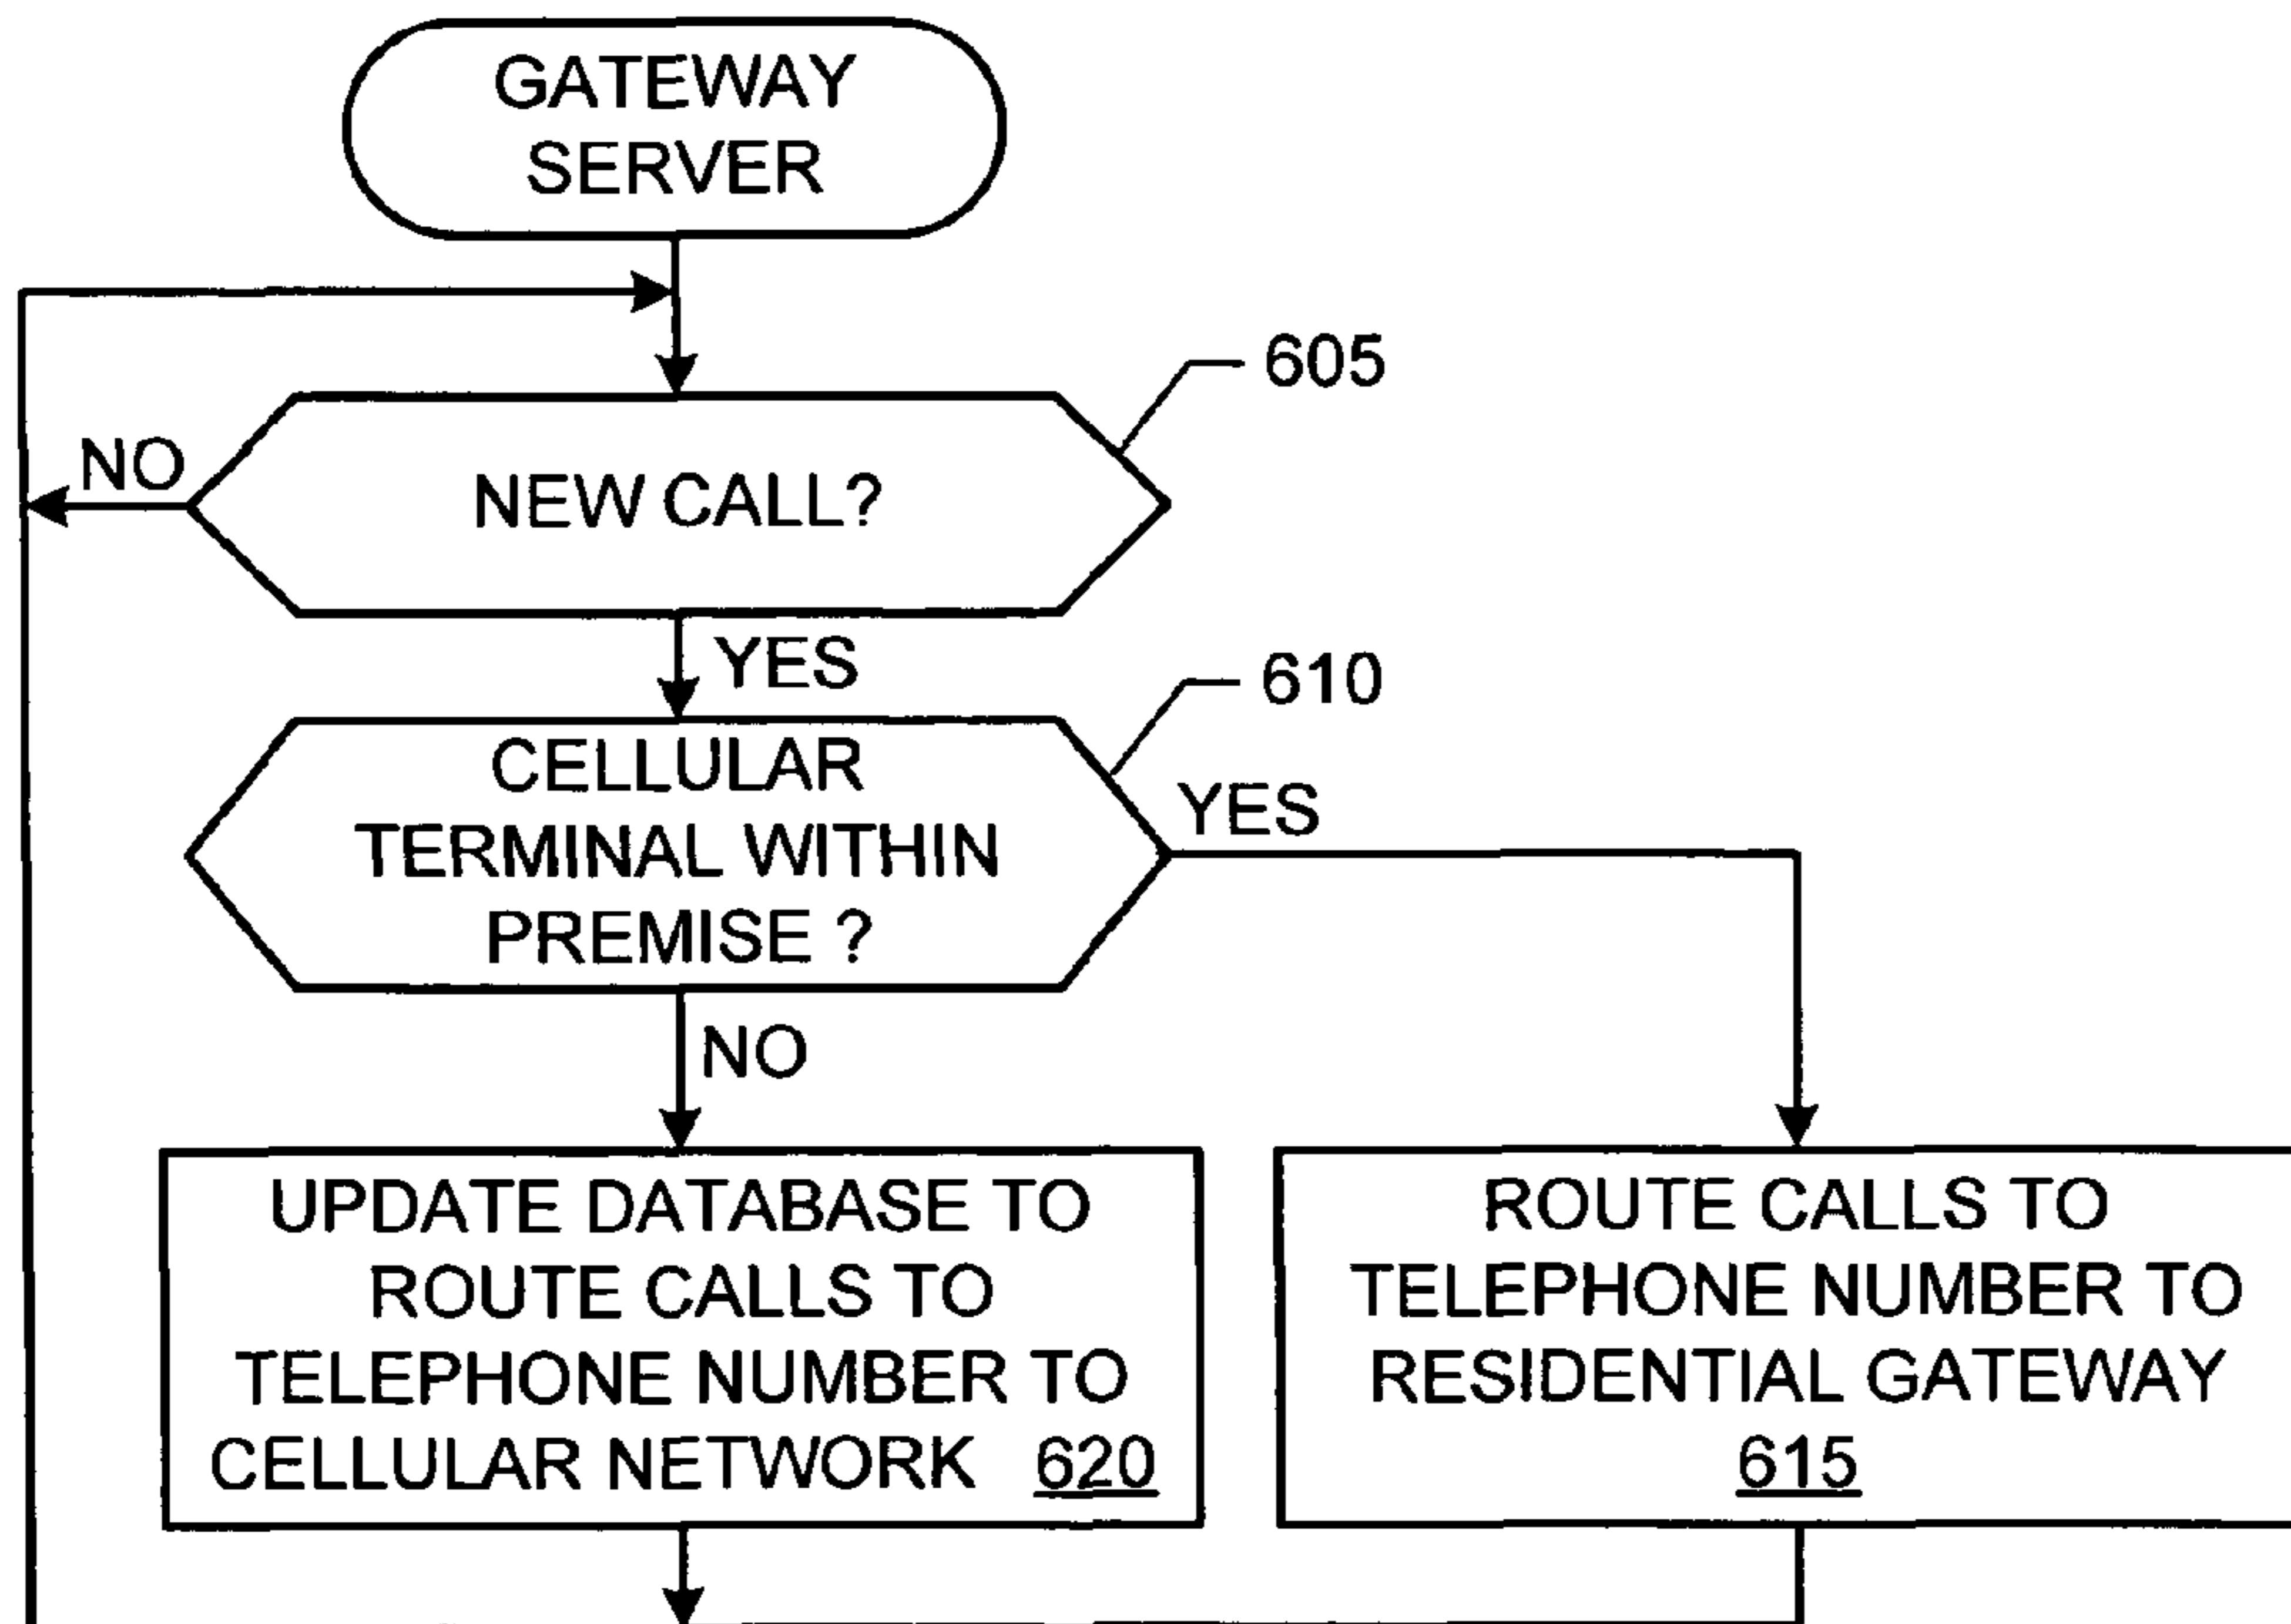 GATEWAY
SERVER
605
NO
NEW CALL?
YES
610
CELLULAR
TERMINAL WITHIN
PREMISE ?
YES
NO
UPDATE DATABASE TO
ROUTE CALLS TO
TELEPHONE NUMBER TO
CELLULAR NETWORK 620
ROUTE CALLS TO
TELEPHONE NUMBER TO
RESIDENTIAL GATEWAY
615